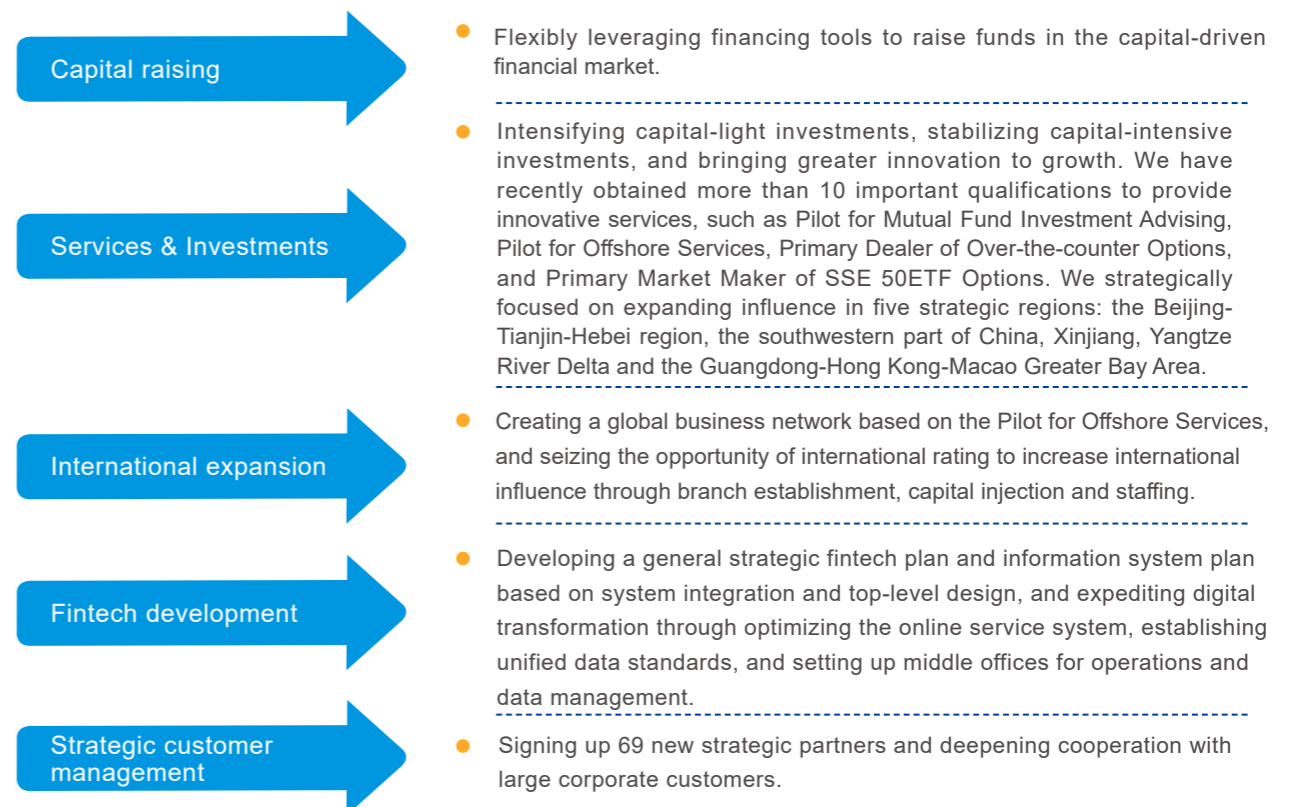 Capital raising
Flexibly leveraging financing tools to raise funds in the capital-driven
financial market.
Services & Investments
Intensifying capital-light investments, stabilizing capital-intensive
investments, and bringing greater innovation to growth. We have
recently obtained more than 10 important qualifications to provide
innovative services, such as Pilot for Mutual Fund Investment Advising,
Pilot for Offshore Services, Primary Dealer of Over-the-counter Options,
and Primary Market Maker of SSE 50ETF Options. We strategically
focused on expanding influence in five strategic regions: the Beijing-
Tianjin-Hebei region, the southwestern part of China, Xinjiang, Yangtze
River Delta and the Guangdong-Hong Kong-Macao Greater Bay Area.
International expansion
Creating a global business network based on the Pilot for Offshore Services,
and seizing the opportunity of international rating to increase international
influence through branch establishment, capital injection and staffing.
Fintech development
Developing a general strategic fintech plan and information system plan
based on system integration and top-level design, and expediting digital
transformation through optimizing the online service system, establishing
unified data standards, and setting up middle offices for operations and
data management.
Strategic customer
management
Signing up 69 new strategic partners and deepening cooperation with
large corporate customers.